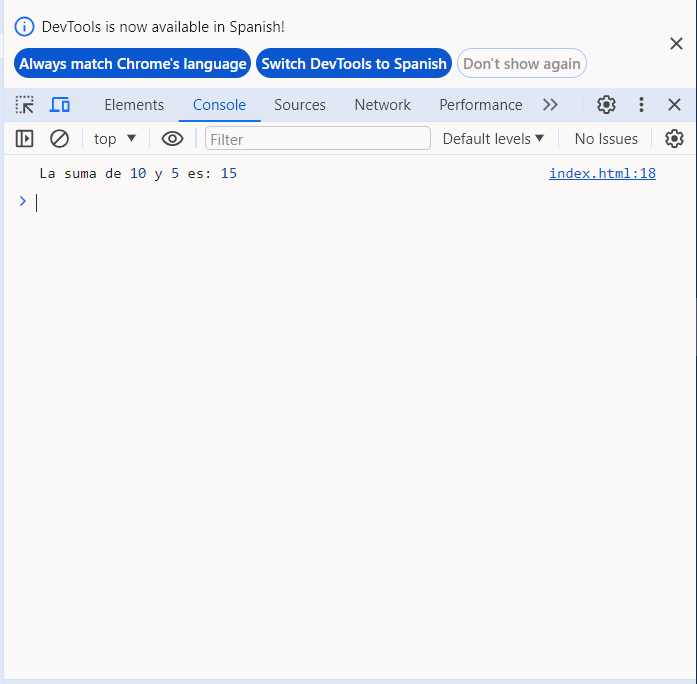 DevTools is now available in Spanish!
Always match Chrome's language Switch DevTools to Spanish Don't show again
Elements Console Sources Network Performance
top Filter Default levels No Issues
La suma de 10 y 5 es: 15 index.html:18